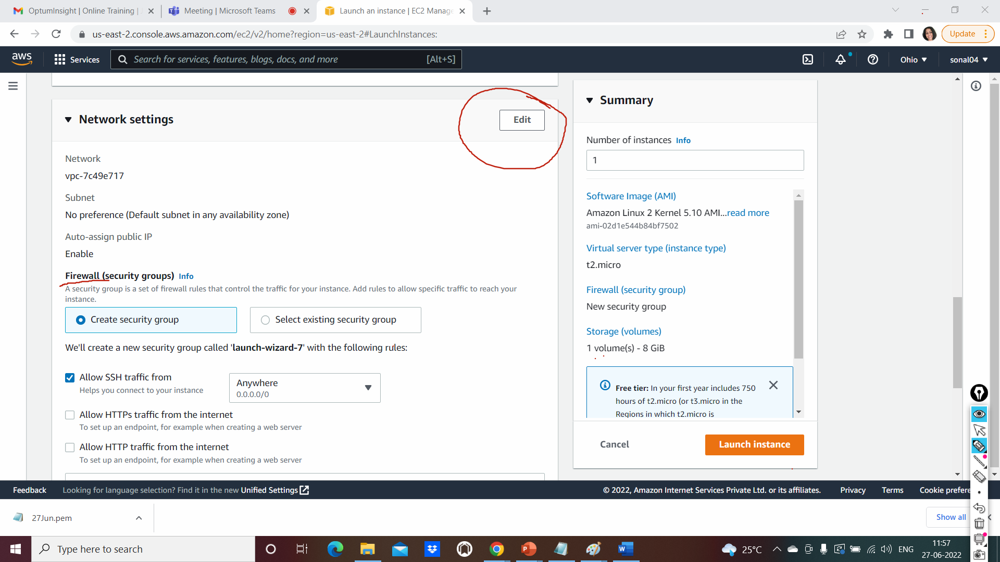 OptumInsight | Online Training |
Meeting | Microsoft Teams
Launch an instance | EC2 Manage
us-east-2.console.aws.amazon.com/ec2/v2/home?region=us-east-2#LaunchInstances:
Update
aws
Services
Search for services, features, blogs, docs, and more
[Alt+S]
Ohio
sonal04
Network settings
Edit
Network
vpc-7c49e717
Subnet
No preference (Default subnet in any availability zone)
Auto-assign public IP
Enable
Firewall (security groups) Info
A security group is a set of firewall rules that control the traffic for your instance. Add rules to allow specific traffic to reach your
instance.
Create security group
Select existing security group
We'll create a new security group called 'launch-wizard-7' with the following rules:
Allow SSH traffic from
Helps you connect to your instance
Anywhere
0.0.0.0/0
Allow HTTPs traffic from the internet
To set up an endpoint, for example when creating a web server
Allow HTTP traffic from the internet
To set up an endpoint, for example when creating a web server
Summary
Number of instances Info
1
Software Image (AMI)
Amazon Linux 2 Kernel 5.10 AMI...read more
ami-02d1e544b84bf7502
Virtual server type (instance type)
t2.micro
Firewall (security group)
New security group
Storage (volumes)
1 volume(s) - 8 GiB
Free tier: In your first year includes 750
hours of t2.micro (or t3.micro in the
Regions in which t2.micro is
Cancel
Launch instance
Feedback
Looking for language selection? Find it in the new Unified Settings
© 2022, Amazon Internet Services Private Ltd. or its affiliates.
Privacy
Terms
Cookie prefere
27Jun.pem
Show all
Type here to search
25°C
ENG
11:57
27-06-2022